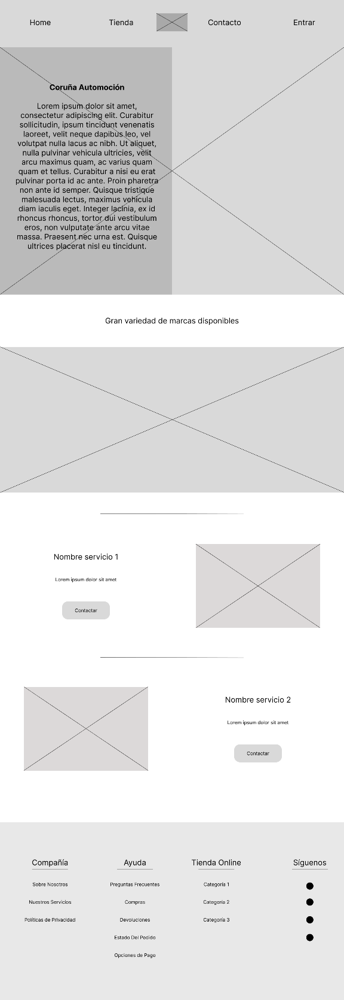 Home Tienda Contacto Entrar
Coruña Automoción
Lorem ipsum dolor sit amet,
consectetur adipiscing elit. Curabitur
sollicitudin, ipsum tincidunt venenatis
laoreet, velit neque dapibus leo, vel
volutpat nulla lacus ac nibh. Ut aliquet,
nulla pulvinar vehicula ultricies, velit
arcu maximus quam, ac varius quam
quam et tellus. Curabitur a nisi eu erat
pulvinar porta id ac ante. Proin pharetra
non ante id semper. Quisque tristique
malesuada lectus, maximus vehicula
diam iaculis eget. Integer lacinia, ex id
rhoncus rhoncus, tortor dui vestibulum
eros, non vulputate ante arcu vitae
massa. Praesent nec urna est. Quisque
ultrices placerat nisl eu tincidunt.
Gran variedad de marcas disponibles
Nombre servicio 1
Lorem ipsum dolor sit amet
Contactar
Nombre servicio 2
Lorem ipsum dolor sit amet
Contactar
Compañía
Sobre Nosotros
Nuestros Servicios
Políticas de Privacidad
Ayuda
Preguntas Frecuentes
Compras
Devoluciones
Estado Del Pedido
Opciones de Pago
Tienda Online
Categoría 1
Categoría 2
Categoría 3
Síguenos